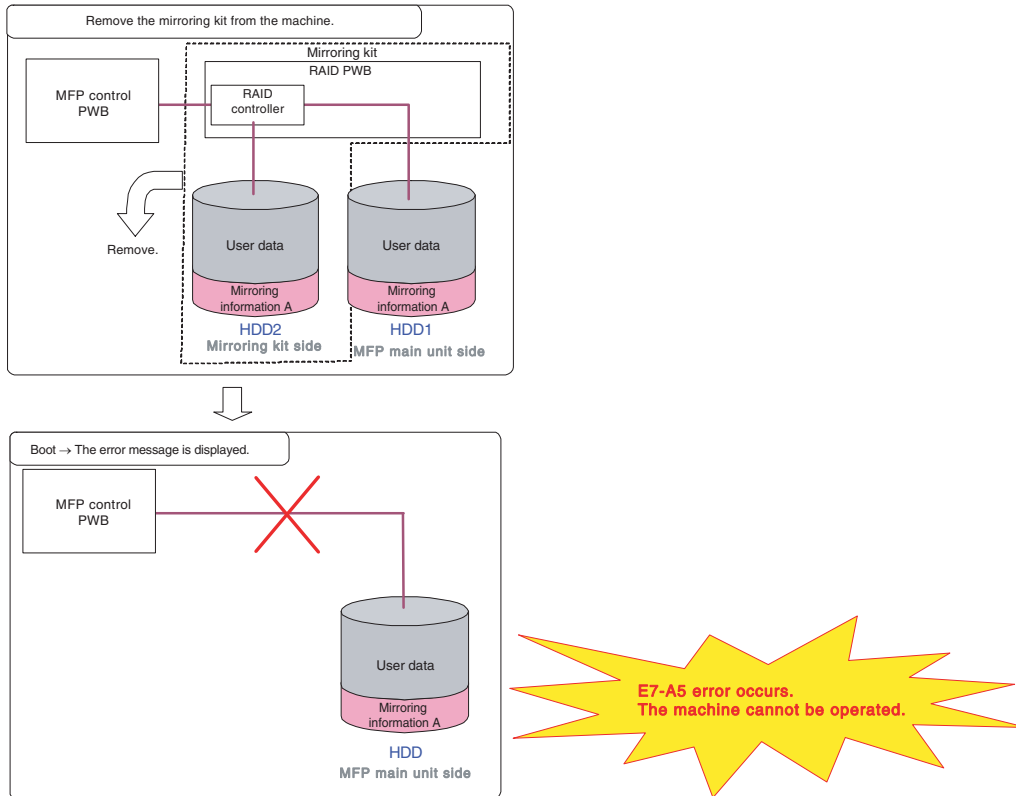 Remove the mirroring kit from the machine.
Mirroring kit
RAID PWB
MFP control
PWB
RAID
controller
Remove.
User data
Mirroring
information A
HDD2
Mirroring kit side
User data
Mirroring
information A
HDD1
MFP main unit side
Boot → The error message is displayed.
MFP control
PWB
User data
Mirroring
information A
HDD
MFP main unit side
E7-A5 error occurs.
The machine cannot be operated.